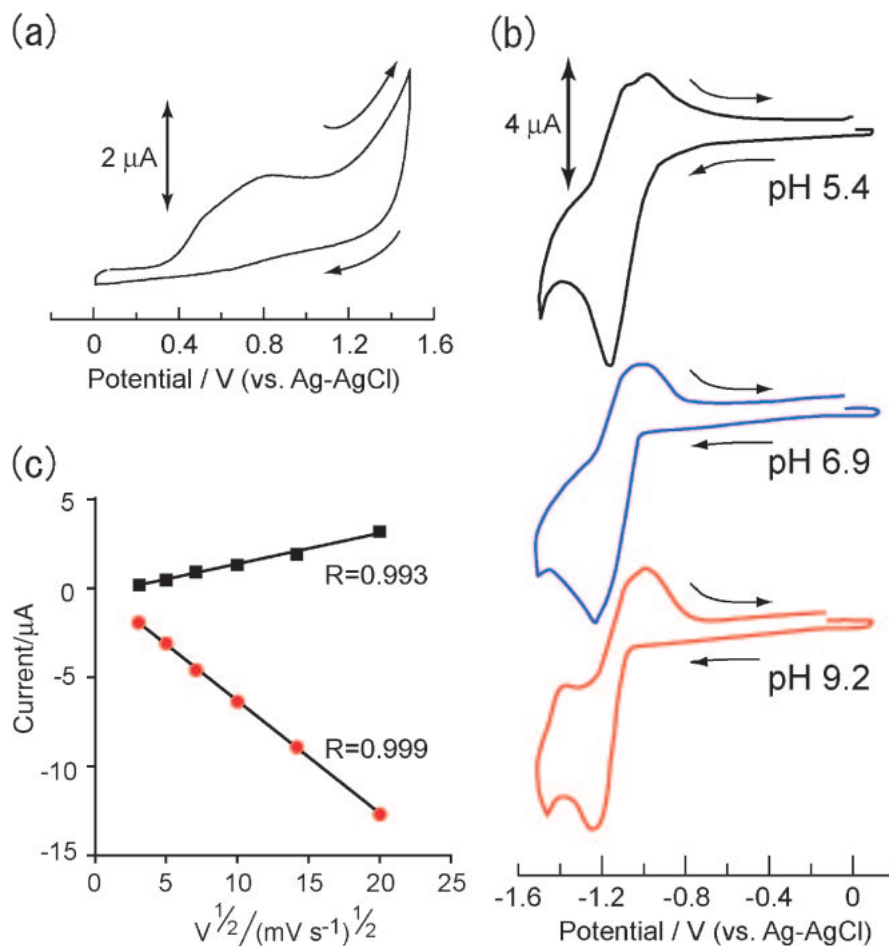 (a)
2 μA
0 0.4 0.8 1.2 1.6
Potential / V (vs. Ag-AgCl)
(b)
4 μA
pH 5.4
pH 6.9
pH 9.2
-1.6 -1.2 -0.8 -0.4 0
Potential / V (vs. Ag-AgCl)
(c)
Current/μA
5
0
-5
-10
-15
R=0.993
R=0.999
0 5 10 15 20 25
V½/(mV s⁻¹)½